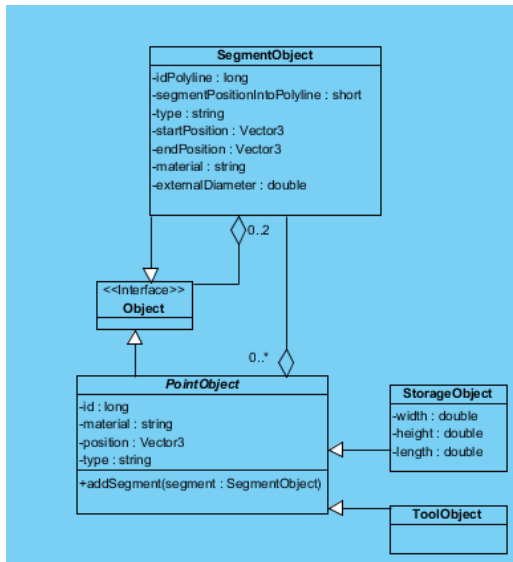 SegmentObject
-idPolyline : long
-segmentPositionIntoPolyline : short
-type : string
-startPosition : Vector3
-endPosition : Vector3
-material : string
-externalDiameter : double
0..2
<<Interface>>
Object
0..*
PointObject
-id : long
-material : string
-position : Vector3
-type : string
+addSegment(segment : SegmentObject)
StorageObject
-width : double
-height : double
-length : double
ToolObject